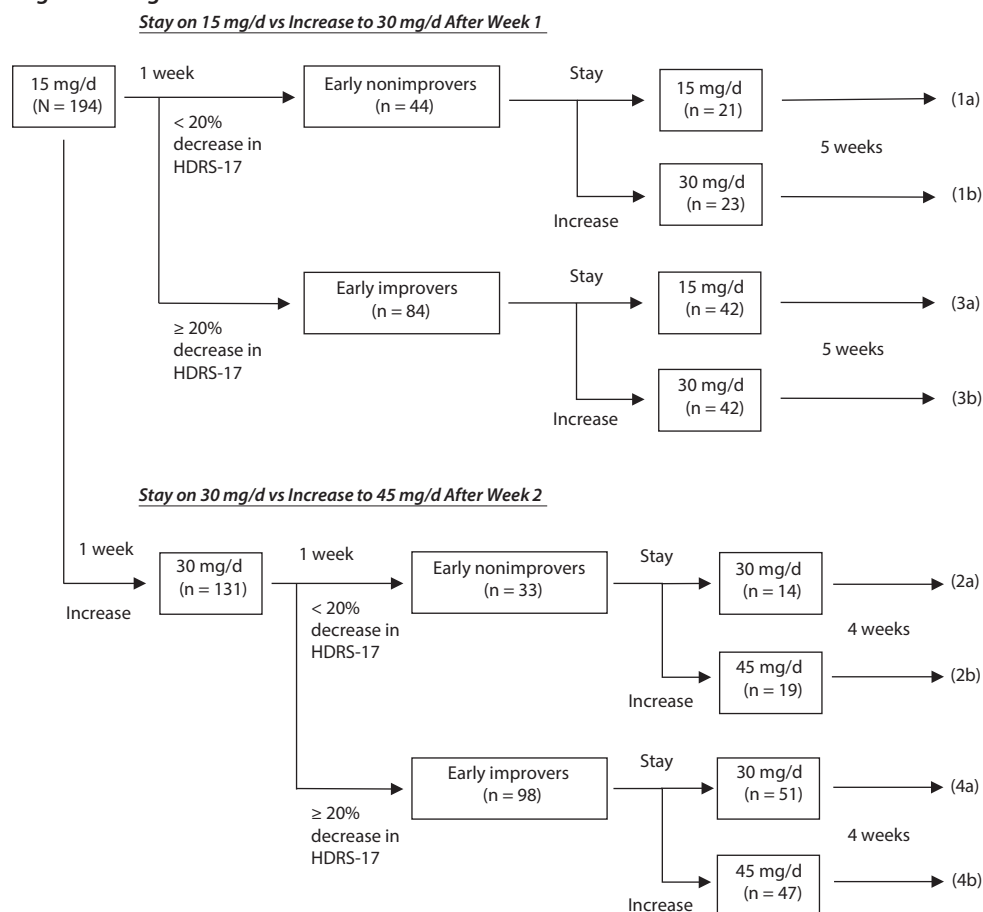 Stay on 15 mg/d vs Increase to 30 mg/d After Week 1
15 mg/d
(N = 194)
1 week
< 20%
decrease in
HDRS-17
Early nonimprovers
(n = 44)
Stay
15 mg/d
(n = 21)
(1a)
5 weeks
Increase
30 mg/d
(n = 23)
(1b)
≥ 20%
decrease in
HDRS-17
Early improvers
(n = 84)
Stay
15 mg/d
(n = 42)
(3a)
5 weeks
Increase
30 mg/d
(n = 42)
(3b)
Stay on 30 mg/d vs Increase to 45 mg/d After Week 2
1 week
Increase
30 mg/d
(n = 131)
1 week
< 20%
decrease in
HDRS-17
Early nonimprovers
(n = 33)
Stay
30 mg/d
(n = 14)
(2a)
4 weeks
Increase
45 mg/d
(n = 19)
(2b)
≥ 20%
decrease in
HDRS-17
Early improvers
(n = 98)
Stay
30 mg/d
(n = 51)
(4a)
4 weeks
Increase
45 mg/d
(n = 47)
(4b)